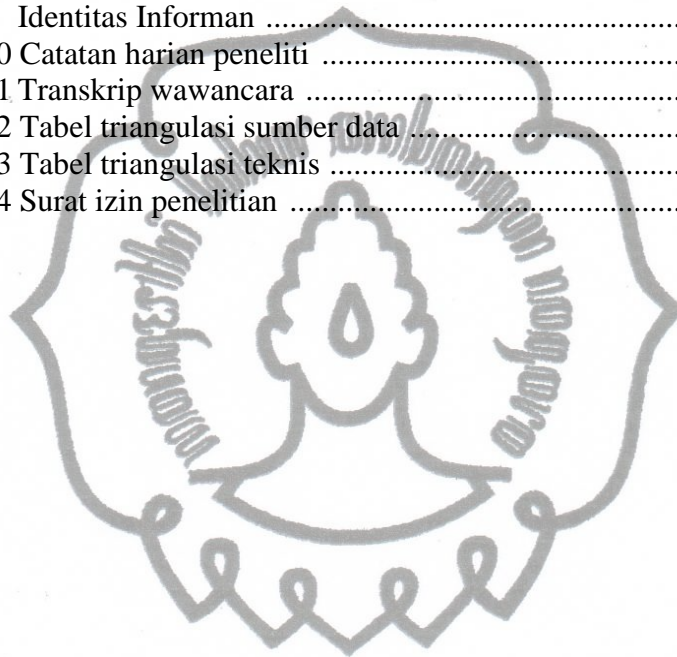 Identitas Informan ..................................................
0 Catatan harian peneliti ...........................................
1 Transkrip wawancara .............................................
2 Tabel triangulasi sumber data .................................
3 Tabel triangulasi teknis ...........................................
4 Surat izin penelitian ................................................